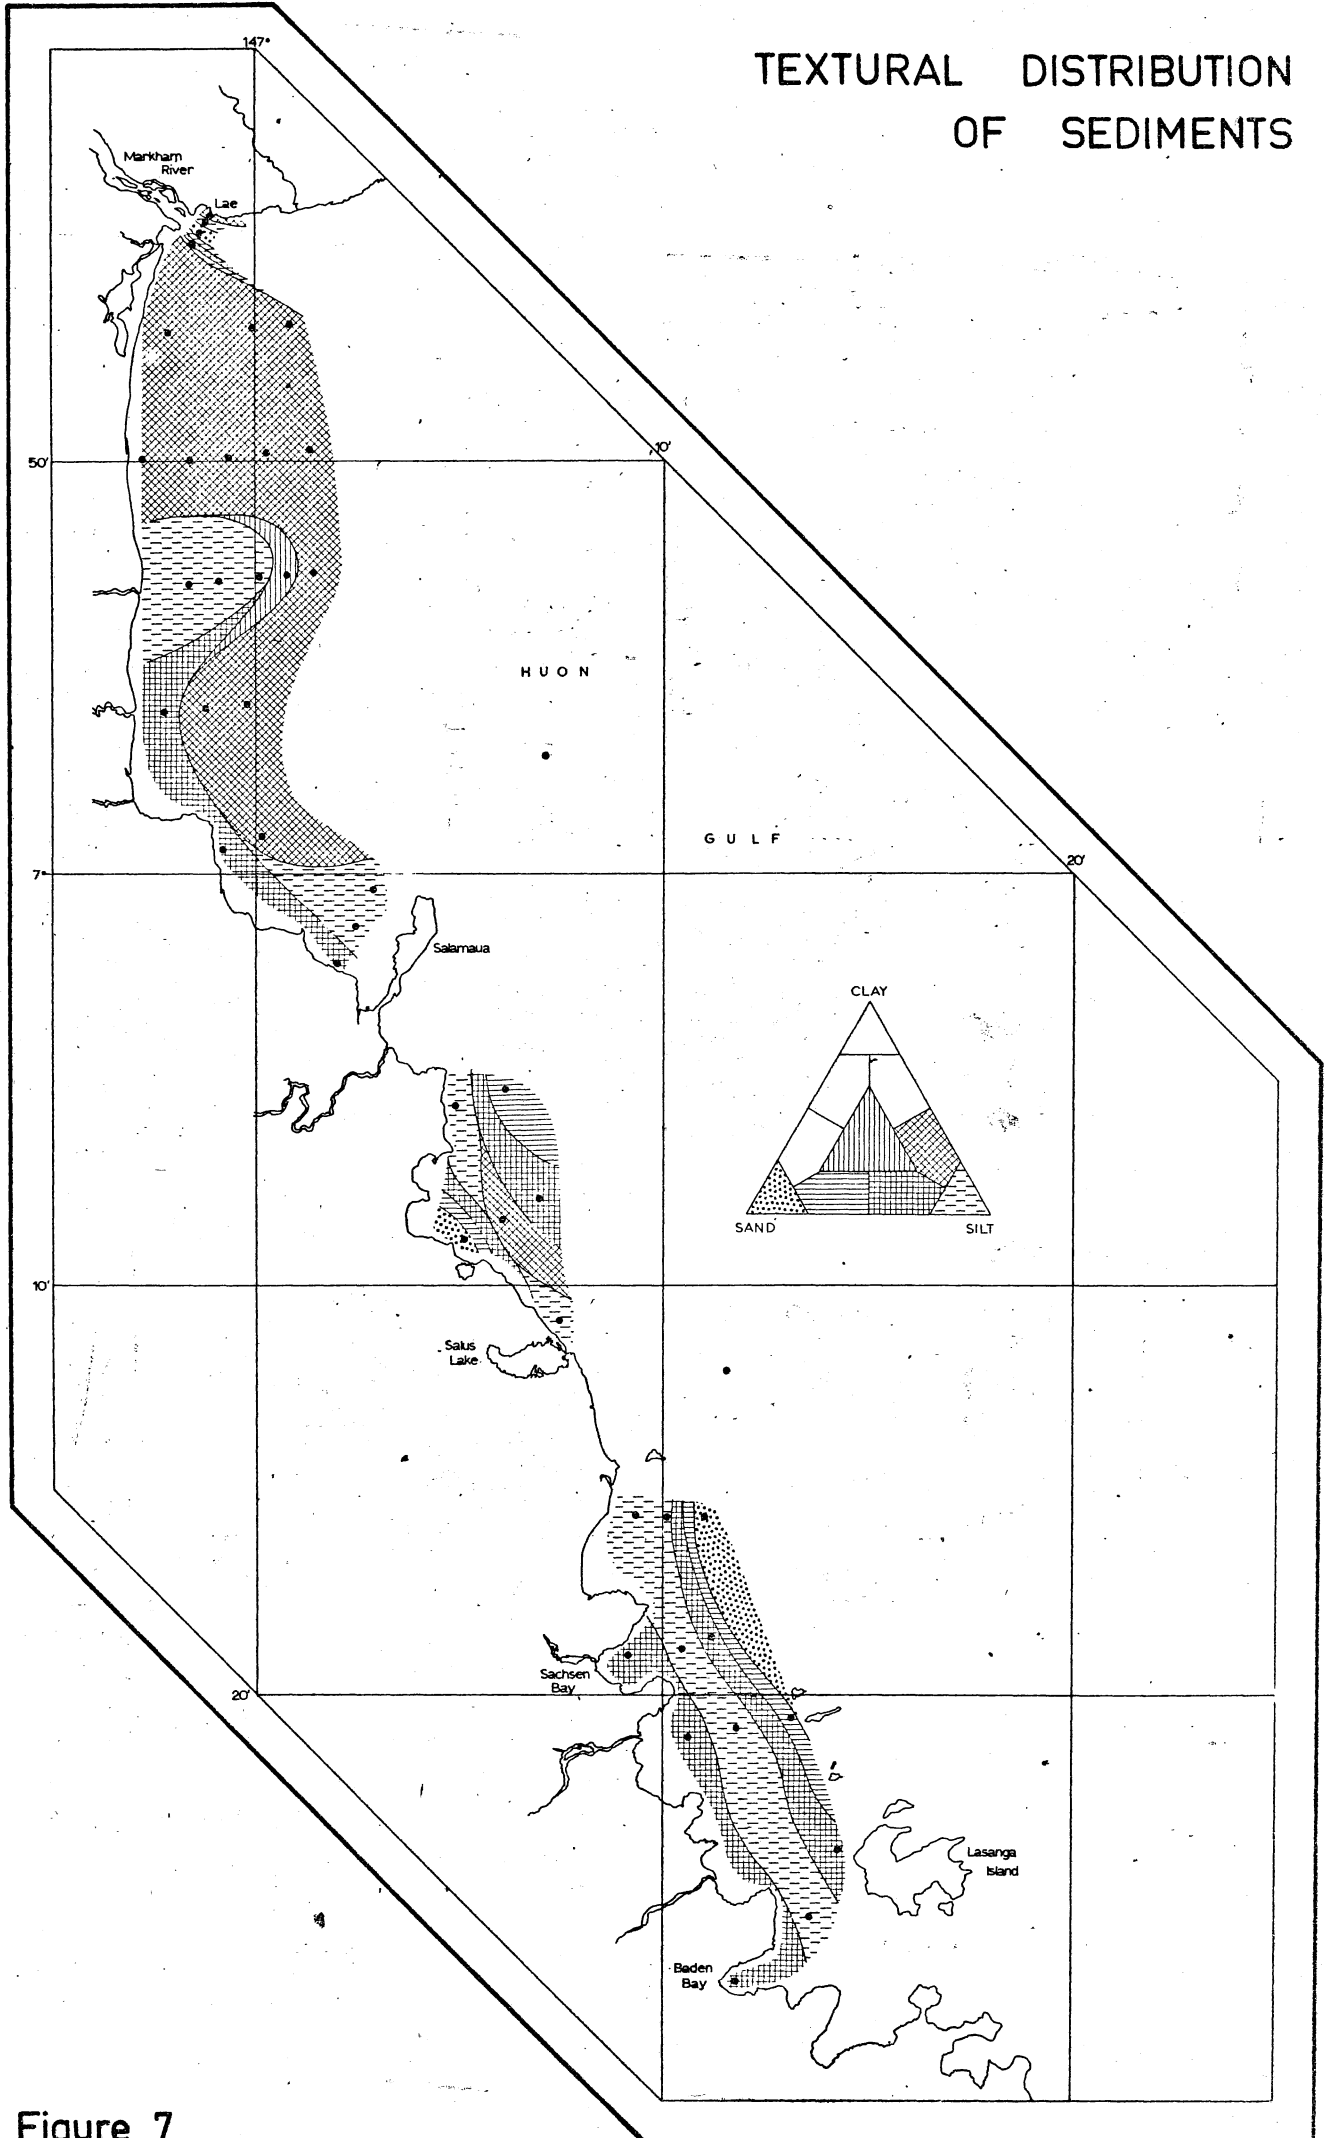 TEXTURAL DISTRIBUTION
OF SEDIMENTS
147°
Markham
River
Lae
50'
10'
HUON
GULF
20'
7°
Salamaua
CLAY
SAND
SILT
10'
Salus
Lake
Sachsen
Bay
20'
Lasanga
Island
Baden
Bay
Figure 7